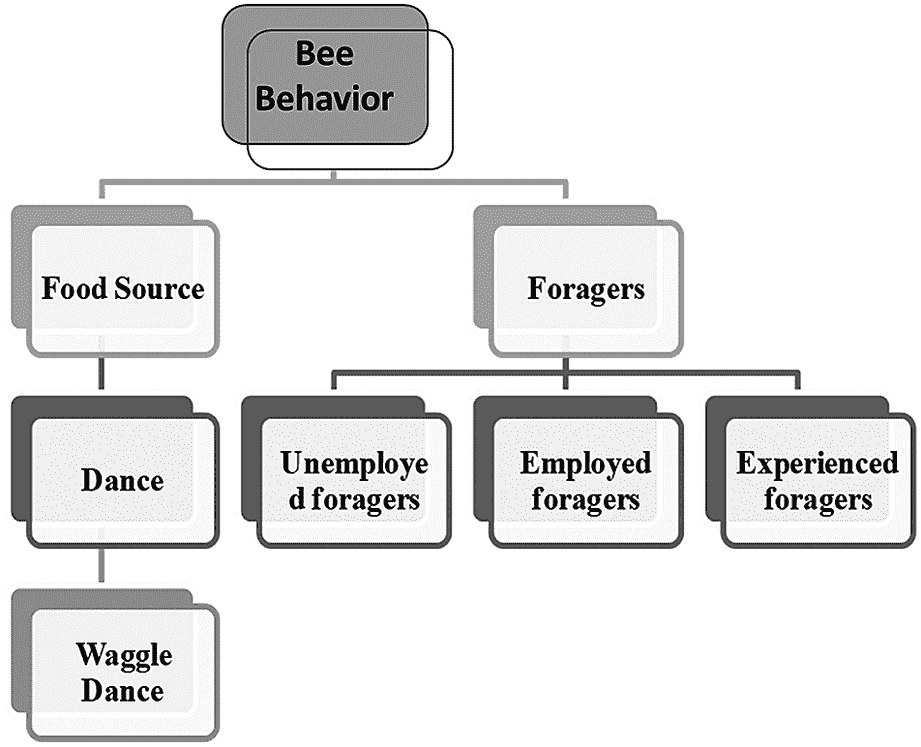 Bee
Behavior
Food Source
Foragers
Dance
Unemploye
d foragers
Employed
foragers
Experienced
foragers
Waggle
Dance